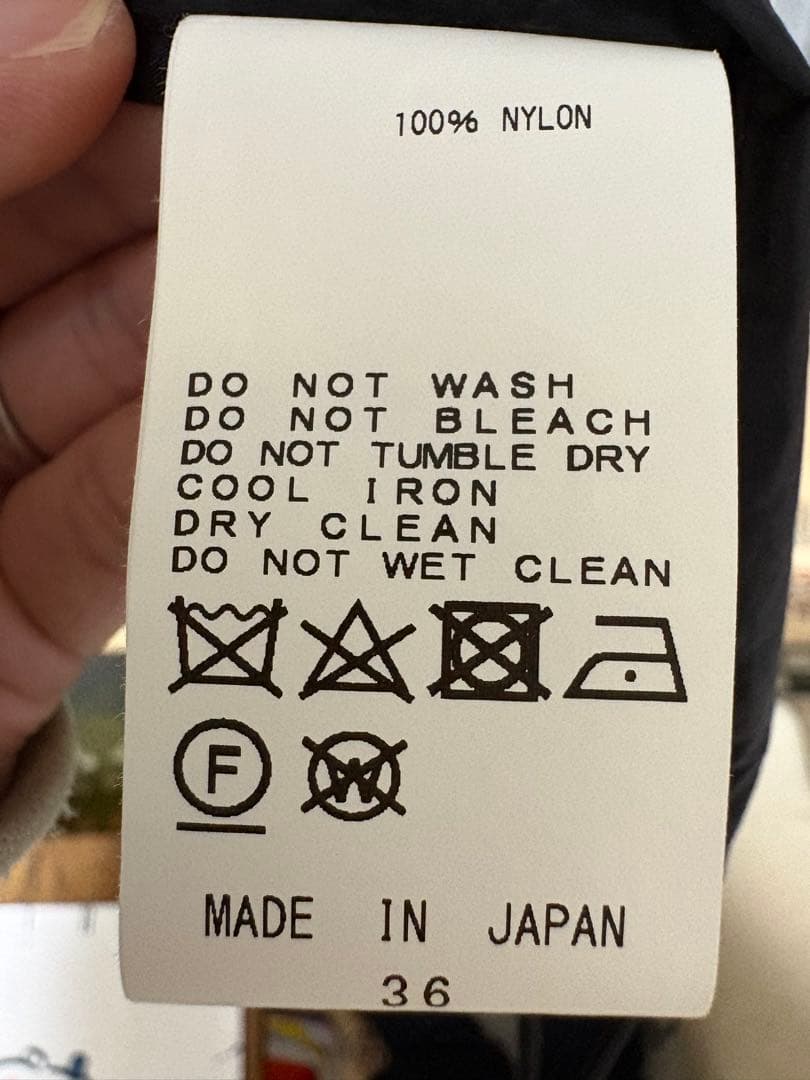 100% NYLON
DO NOT WASH
DO NOT BLEACH
DO NOT TUMBLE DRY
COOL IRON
DRY CLEAN
DO NOT WET CLEAN
F W
MADE IN JAPAN
36